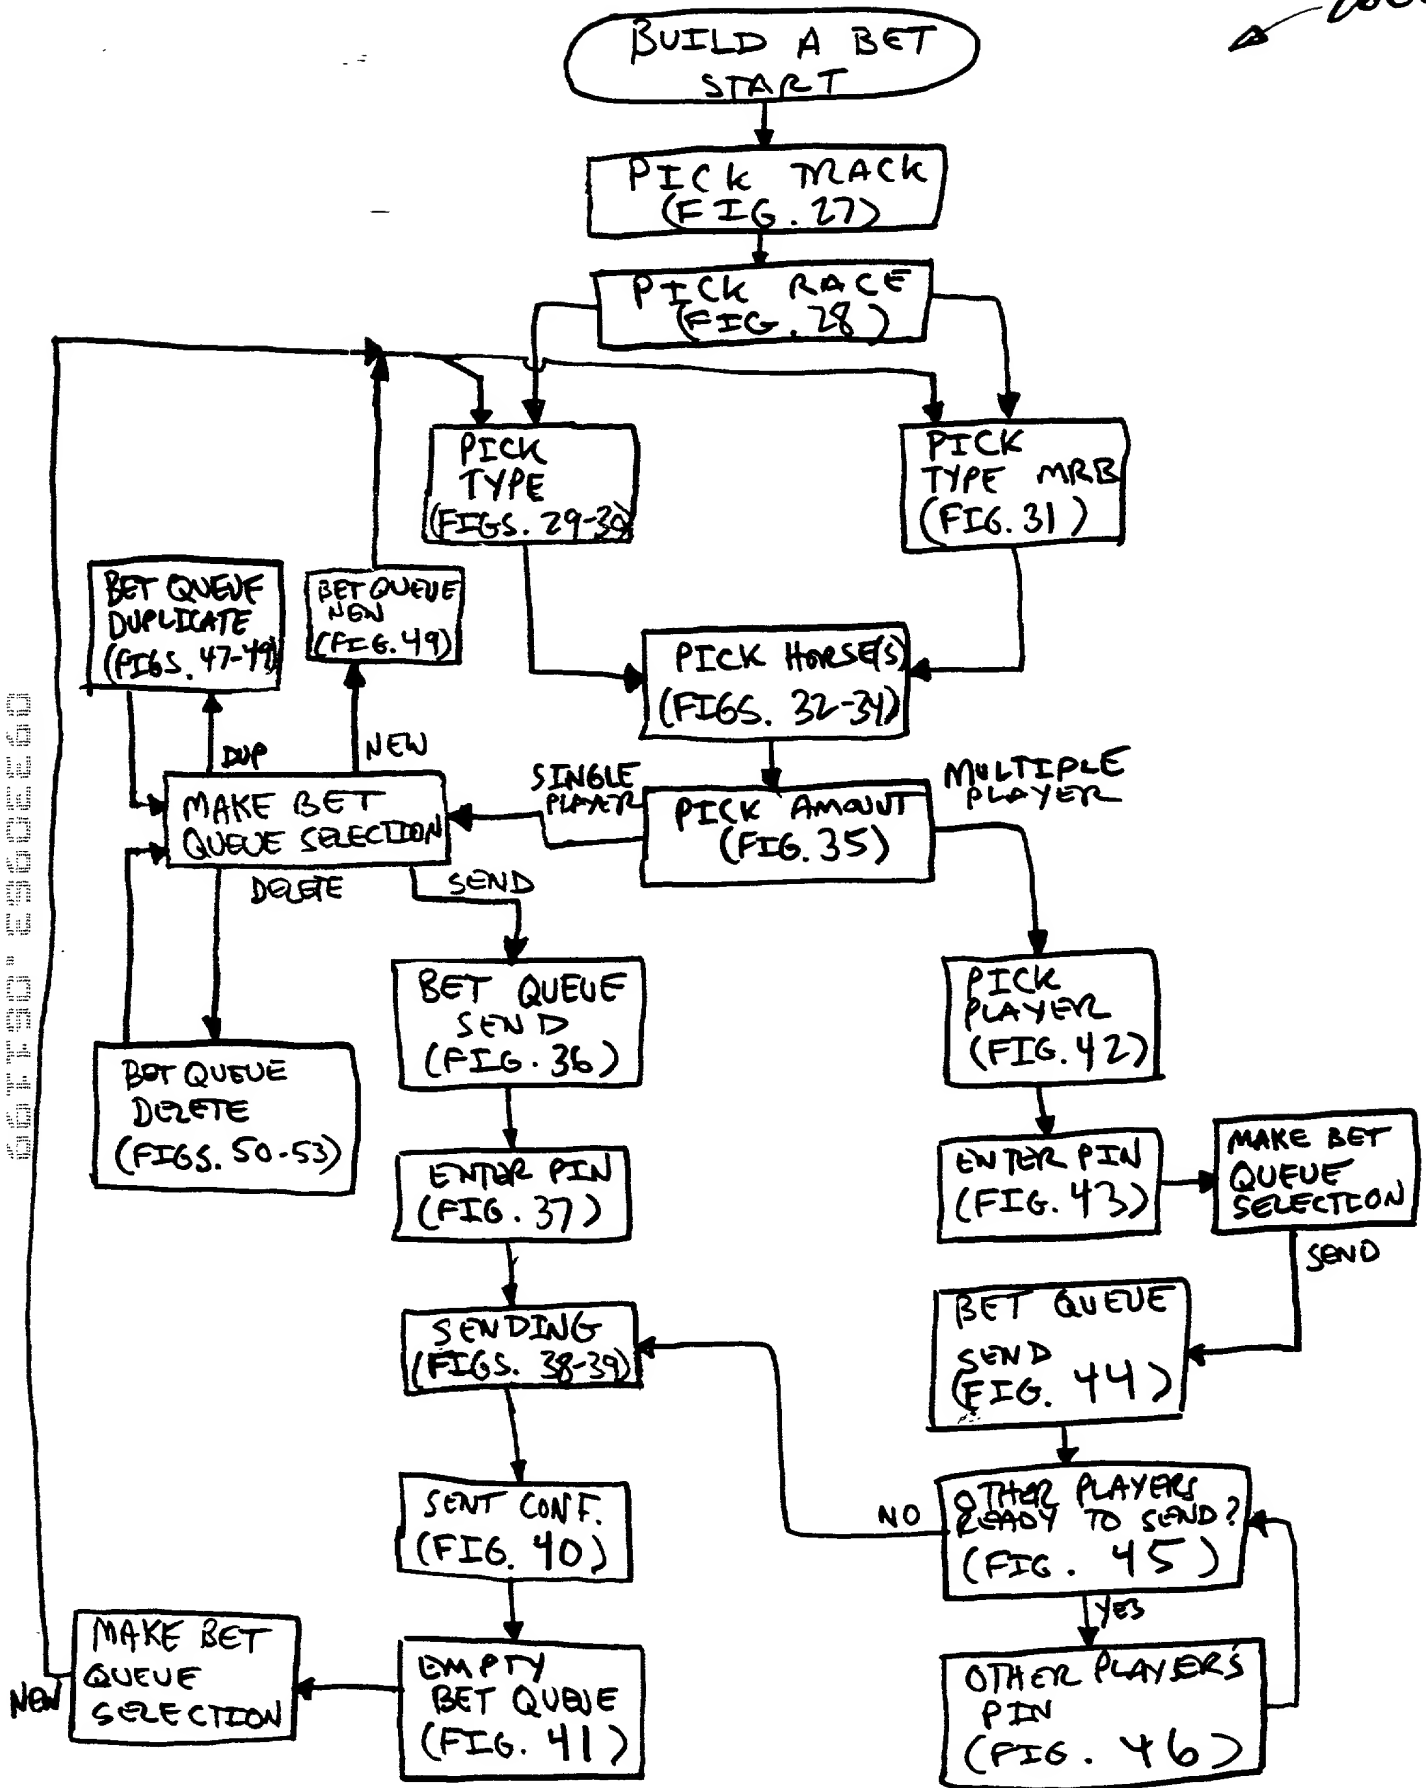 BUILD A BET
START
PICK TRACK
(FIG. 27)
PICK RACE
(FIG. 28)
PICK
TYPE
(FIGS. 29-30)
PICK
TYPE MRB
(FIG. 31)
BET QUEUE
DUPLICATE
(FIGS. 47-49)
BET QUEUE
NEW
(FIG. 49)
PICK HORSE(S)
(FIGS. 32-34)
DUP
NEW
SINGLE
PLAYER
MULTIPLE
PLAYER
MAKE BET
QUEUE SELECTION
PICK AMOUNT
(FIG. 35)
DELETE
SEND
BET QUEUE
SEND
(FIG. 36)
PICK
PLAYER
(FIG. 42)
BET QUEUE
DELETE
(FIGS. 50-53)
ENTER PIN
(FIG. 37)
ENTER PIN
(FIG. 43)
MAKE BET
QUEUE
SELECTION
SEND
SENDING
(FIGS. 38-39)
BET QUEUE
SEND
(FIG. 44)
SENT CONF.
(FIG. 40)
NO
OTHER PLAYERS
READY TO SEND?
(FIG. 45)
YES
MAKE BET
QUEUE
SELECTION
NEW
EMPTY
BET QUEUE
(FIG. 41)
OTHER PLAYER'S
PIN
(FIG. 46)